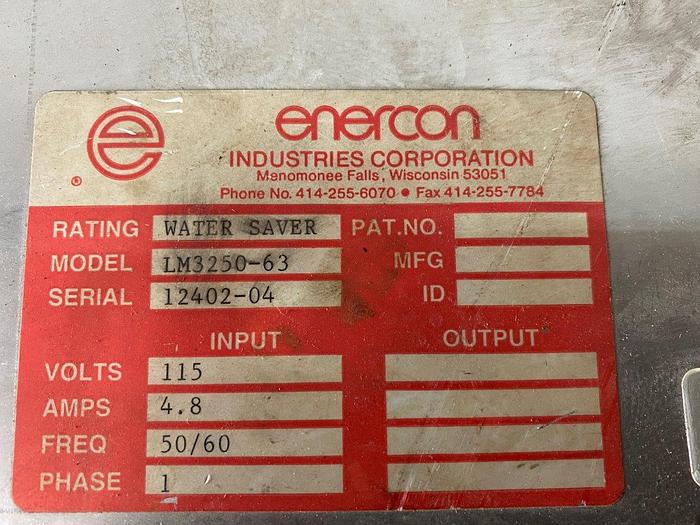 e
®
enercon
INDUSTRIES CORPORATION
Menomonee Falls, Wisconsin 53051
Phone No. 414-255-6070 • Fax 414-255-7784
RATING WATER SAVER PAT.NO.
MODEL LM3250-63 MFG
SERIAL 12402-04 ID
INPUT OUTPUT
VOLTS 115
AMPS 4.8
FREQ 50/60
PHASE 1